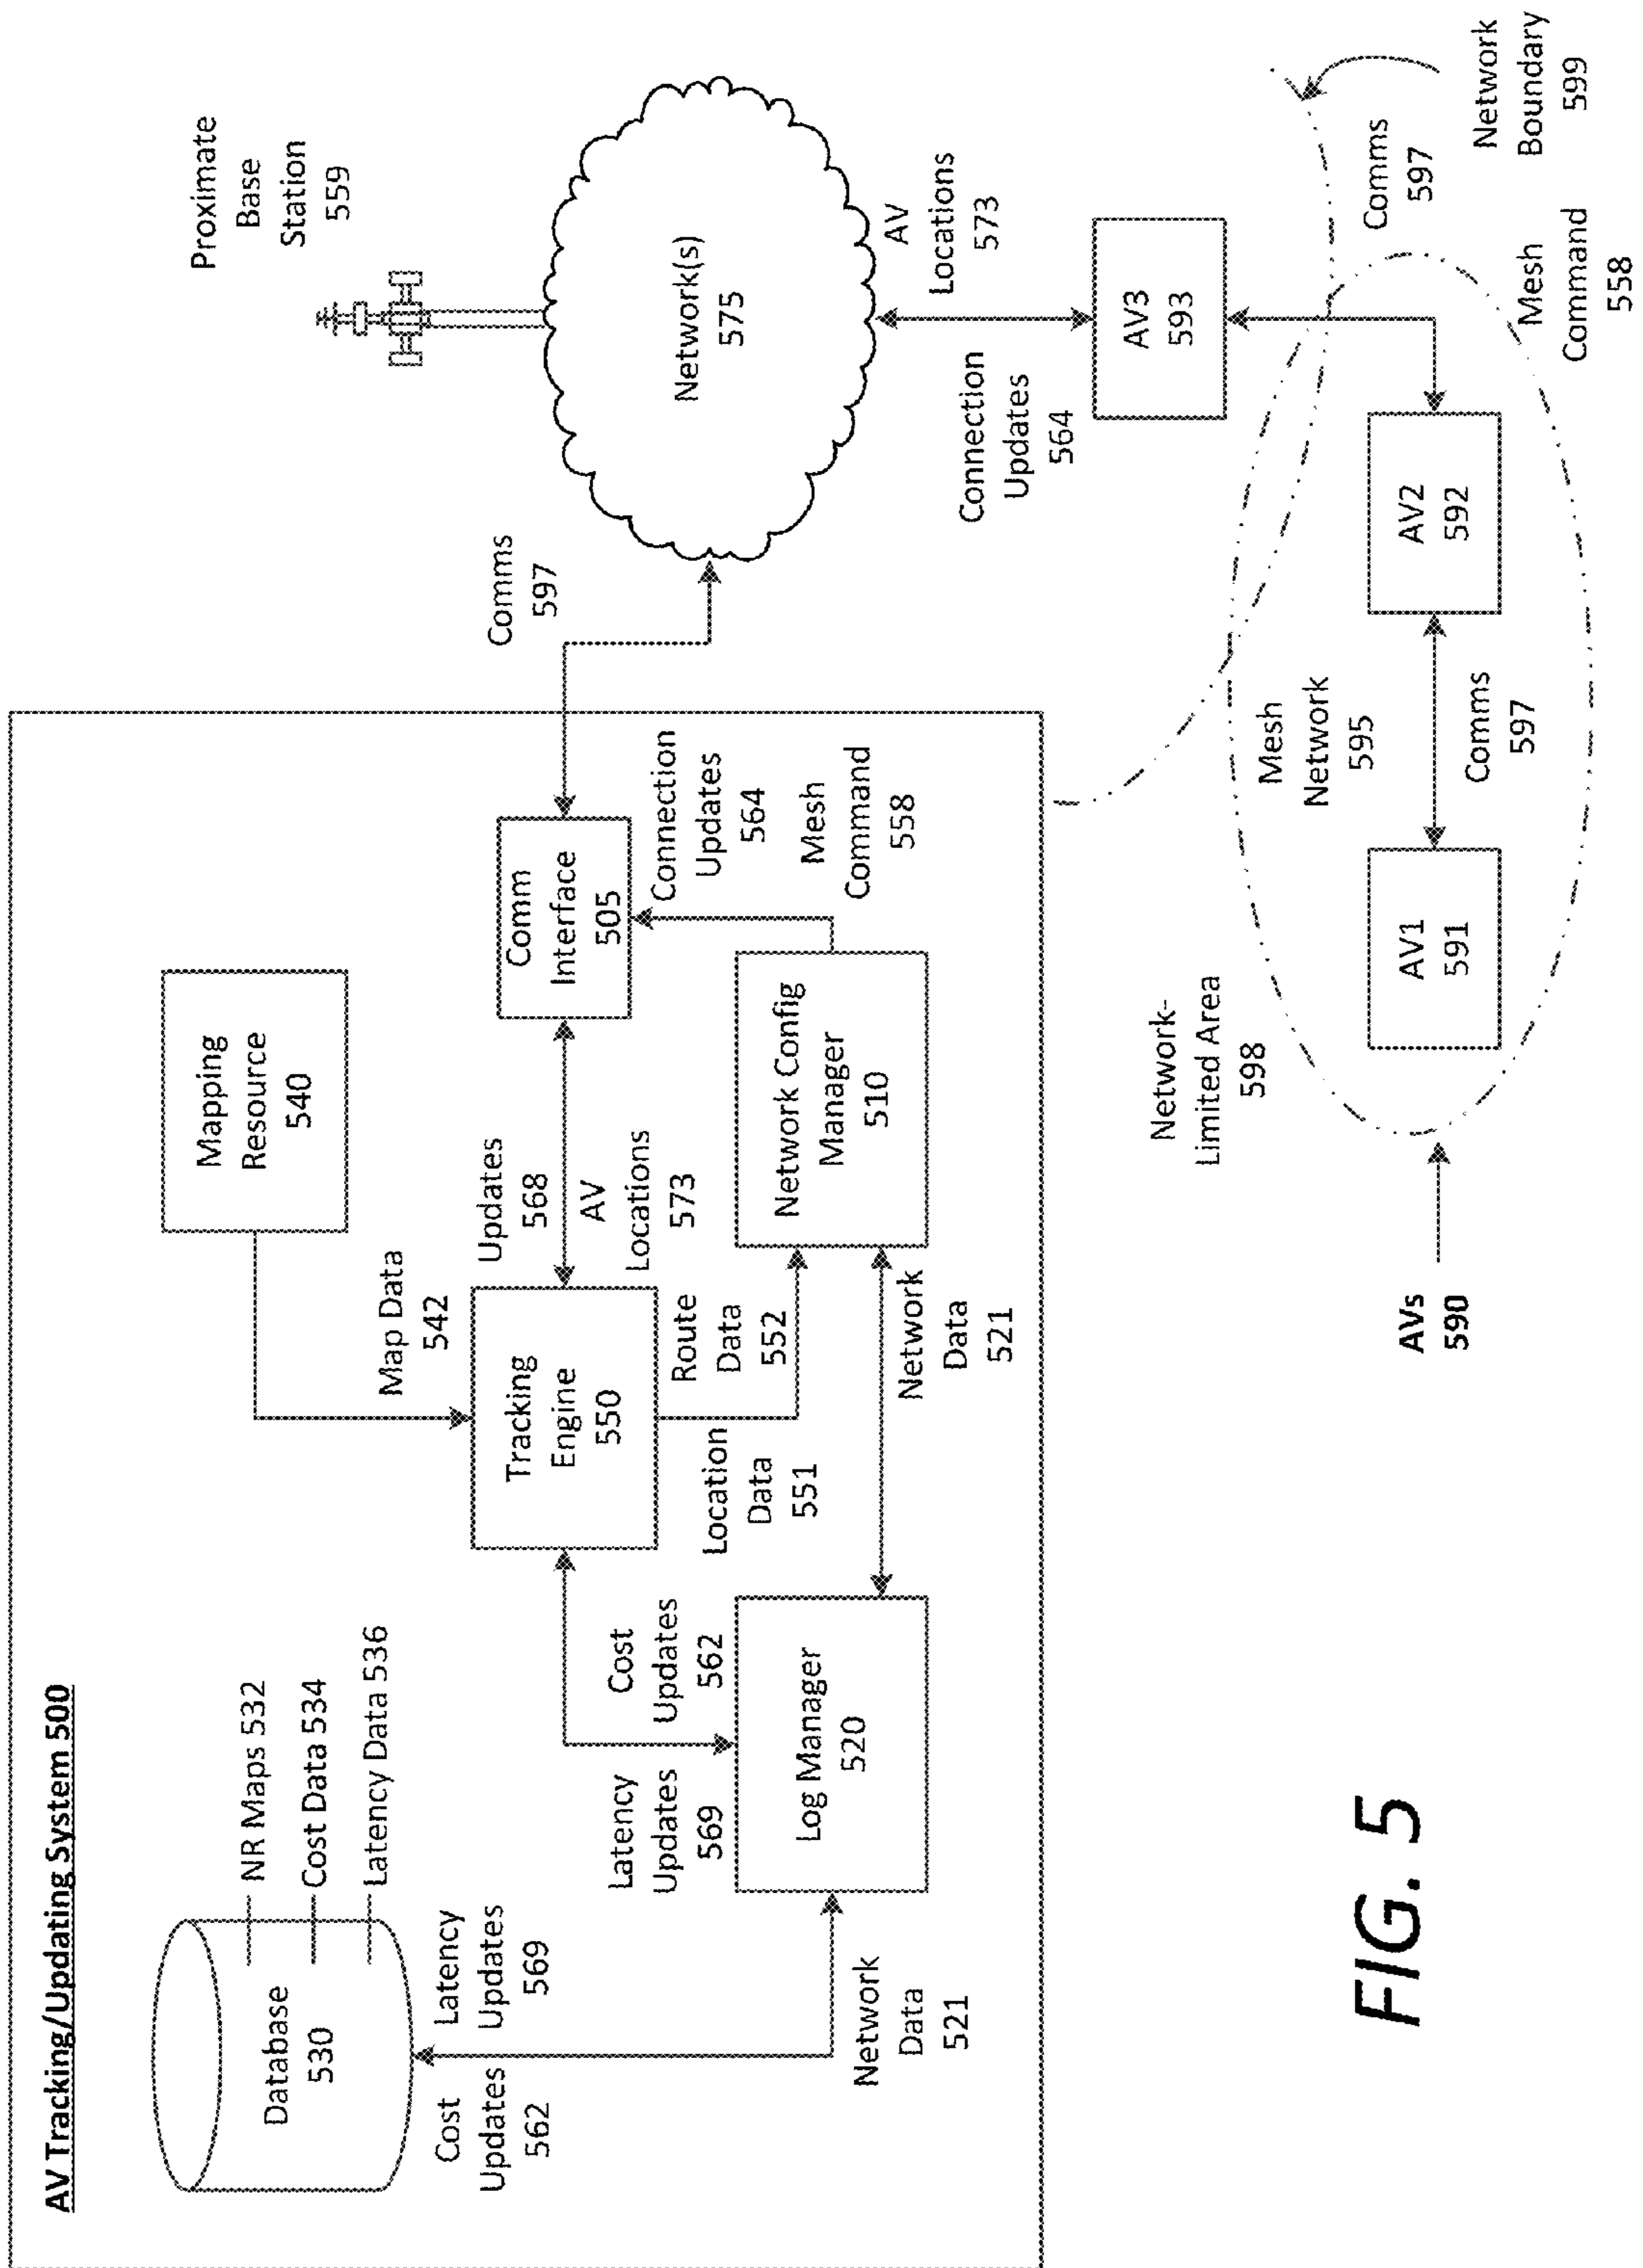 AV Tracking/Updating System 500
Database
530
NR Maps 532
Cost Data 534
Latency Data 536
Mapping
Resource
540
Map Data
542
Cost
Updates
562
Latency
Updates
569
Network
Data
521
Latency
Updates
569
Cost
Updates
562
Log Manager
520
Tracking
Engine
550
Location
Data
551
Route
Data
552
Updates
568
AV
Locations
573
Network
Data
521
Network Config
Manager
510
Comm
Interface
505
Connection
Updates
564
Mesh
Command
558
Comms
597
Proximate
Base
Station
559
Network(s)
575
Connection
Updates
564
AV
Locations
573
AV3
593
Network-
Limited Area
598
AVs
590
Mesh
Network
595
AV1
591
Comms
597
AV2
592
Comms
597
Mesh
Command
558
Network
Boundary
599
FIG. 5